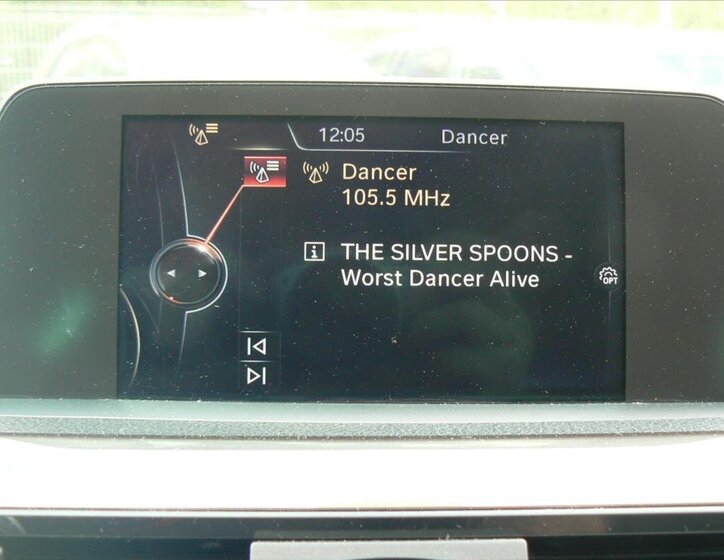 12:05 Dancer
Dancer
105.5 MHz
i THE SILVER SPOONS -
Worst Dancer Alive
OPT